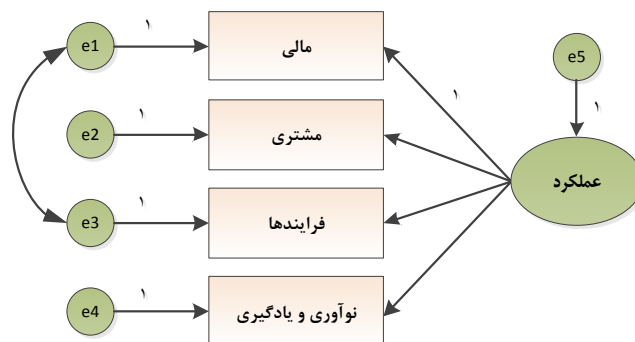 e1
۱
مالی
e5
۱
e2
۱
مشتری
۱
عملکرد
e3
۱
فرایندها
e4
۱
نوآوری و یادگیری